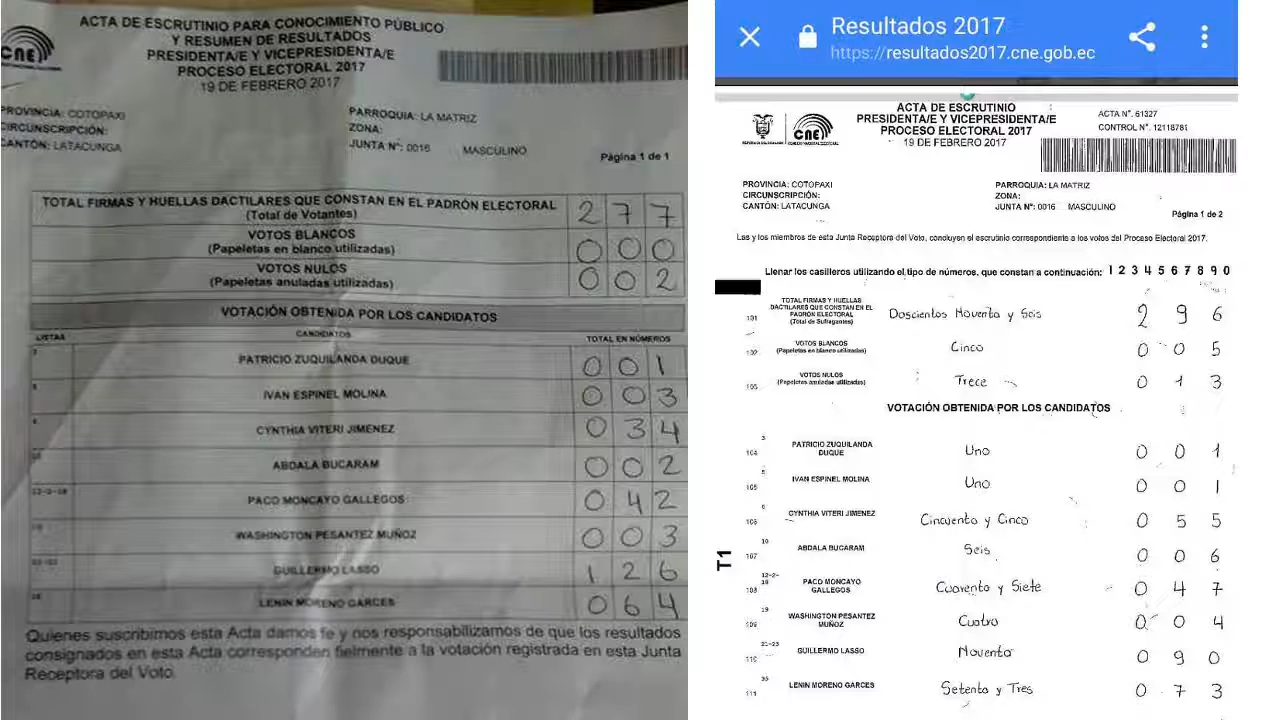 ACTA DE ESCRUTINIO PARA CONOCIMIENTO PÚBLICO
Y RESUMEN DE RESULTADOS
PRESIDENTA/E Y VICEPRESIDENTA/E
PROCESO ELECTORAL 2017
19 DE FEBRERO 2017
CNE
PROVINCIA: COTOPAXI
CIRCUNSCRIPCIÓN:
CANTÓN: LATACUNGA
PARROQUIA: LA MATRIZ
ZONA:
JUNTA Nº: 0016 MASCULINO
Página 1 de 1
TOTAL FIRMAS Y HUELLAS DACTILARES QUE CONSTAN EN EL PADRÓN ELECTORAL
(Total de Votantes) 2 7 7
VOTOS BLANCOS
(Papeletas en blanco utilizadas) 0 0 0
VOTOS NULOS
(Papeletas anuladas utilizadas) 0 0 2
VOTACIÓN OBTENIDA POR LOS CANDIDATOS
LISTAS CANDIDATOS TOTAL EN NÚMEROS
PATRICIO ZUQUILANDA DUQUE 0 0 1
IVAN ESPINEL MOLINA 0 0 3
CYNTHIA VITERI JIMENEZ 0 3 4
ABDALA BUCARAM 0 0 2
PACO MONCAYO GALLEGOS 0 4 2
WASHINGTON PESANTEZ MUÑOZ 0 0 3
GUILLERMO LASSO 1 2 6
LENIN MORENO GARCES 0 6 4
Quienes suscribimos esta Acta damos fe y nos responsabilizamos de que los resultados
consignados en esta Acta corresponden fielmente a la votación registrada en esta Junta
Receptora del Voto.
Resultados 2017
https://resultados2017.cne.gob.ec
ACTA DE ESCRUTINIO
PRESIDENTA/E Y VICEPRESIDENTA/E
PROCESO ELECTORAL 2017
19 DE FEBRERO 2017
CNE
ACTA Nº. 61327
CONTROL Nº. 12118781
PROVINCIA: COTOPAXI
CIRCUNSCRIPCIÓN:
CANTÓN: LATACUNGA
PARROQUIA: LA MATRIZ
ZONA:
JUNTA Nº: 0016 MASCULINO
Página 1 de 2
Las y los miembros de esta Junta Receptora del Voto, concluyen el escrutinio correspondiente a los votos del Proceso Electoral 2017.
Llenar los casilleros utilizando el tipo de números, que constan a continuación: 1 2 3 4 5 6 7 8 9 0
TOTAL FIRMAS Y HUELLAS
DACTILARES QUE CONSTAN EN EL
PADRÓN ELECTORAL
(Total de Sufragantes)
101 Doscientos Noventa y Seis 2 9 6
VOTOS BLANCOS
(Papeletas en blanco utilizadas)
102 Cinco 0 0 5
VOTOS NULOS
(Papeletas anuladas utilizadas)
103 Trece 0 1 3
VOTACIÓN OBTENIDA POR LOS CANDIDATOS
3
104 PATRICIO ZUQUILANDA
DUQUE Uno 0 0 1
5
105 IVAN ESPINEL MOLINA Uno 0 0 1
6
106 CYNTHIA VITERI JIMENEZ Cincuenta y Cinco 0 5 5
10
107 ABDALA BUCARAM Seis 0 0 6
12-2-
18
108 PACO MONCAYO
GALLEGOS Cuarenta y Siete 0 4 7
19
109 WASHINGTON PESANTEZ
MUÑOZ Cuatro 0 0 4
21-23
110 GUILLERMO LASSO Noventa 0 9 0
35
111 LENIN MORENO GARCES Setenta y Tres 0 7 3
T1